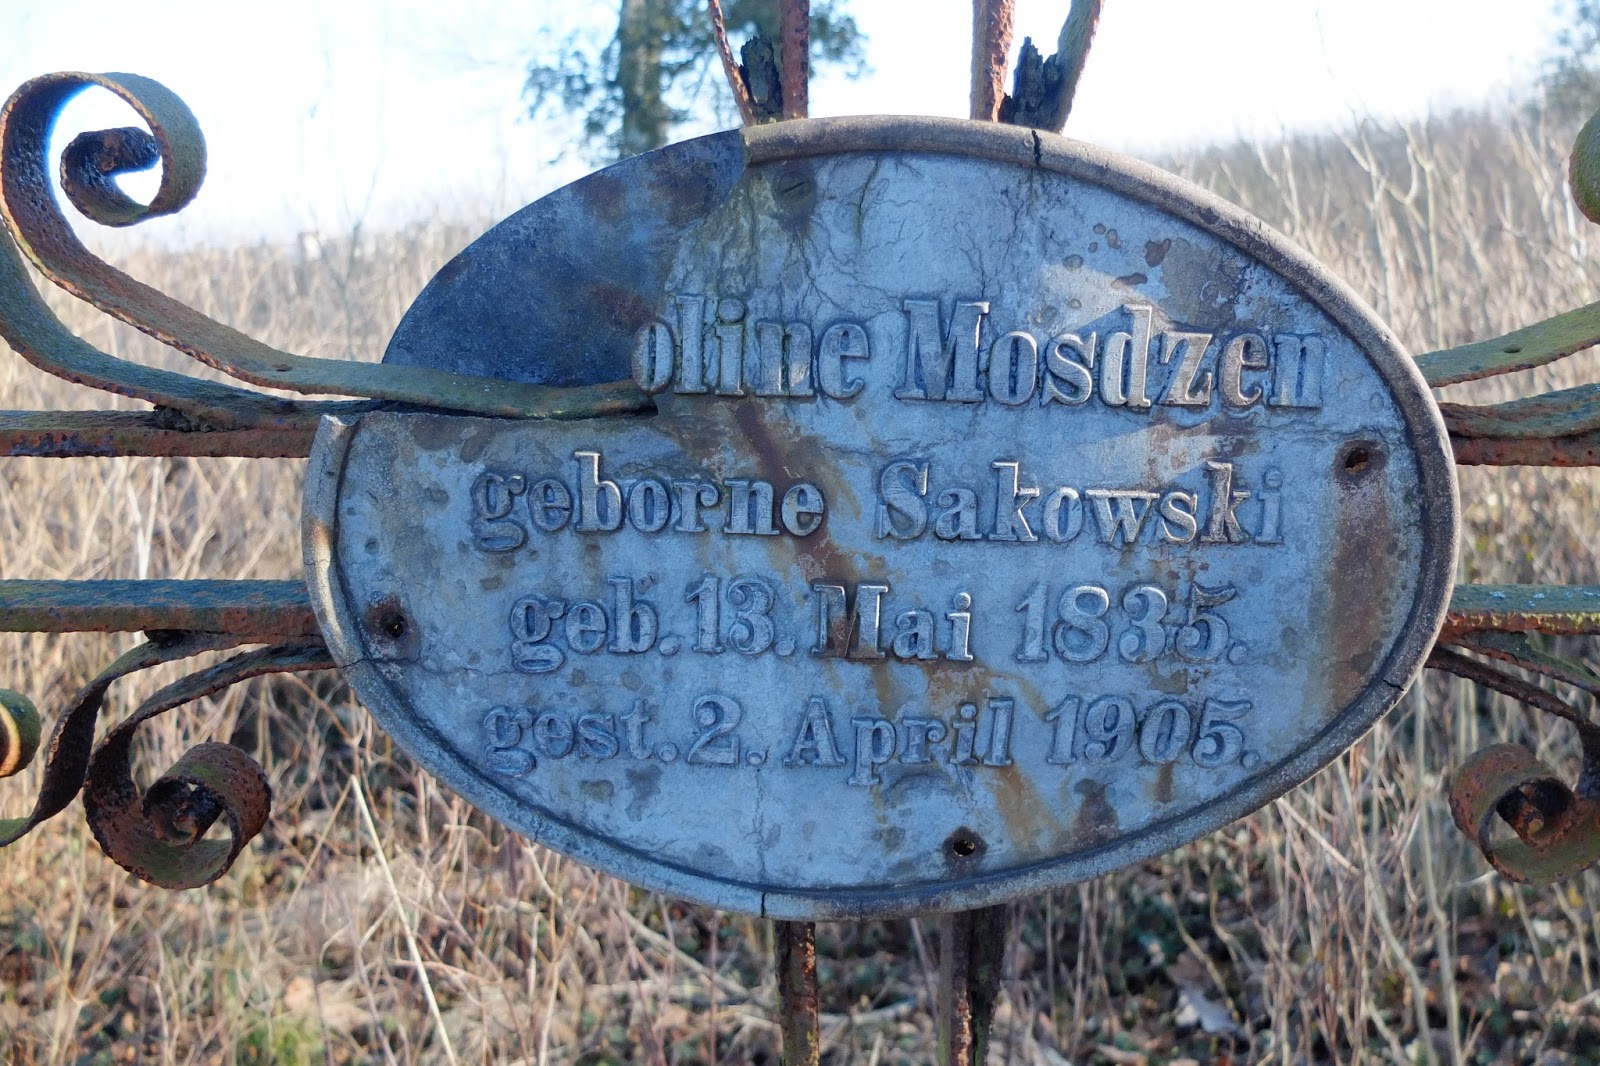 oline Mosdzen
geborne Sakowski
geb. 13. Mai 1835.
gest. 2. April 1905.